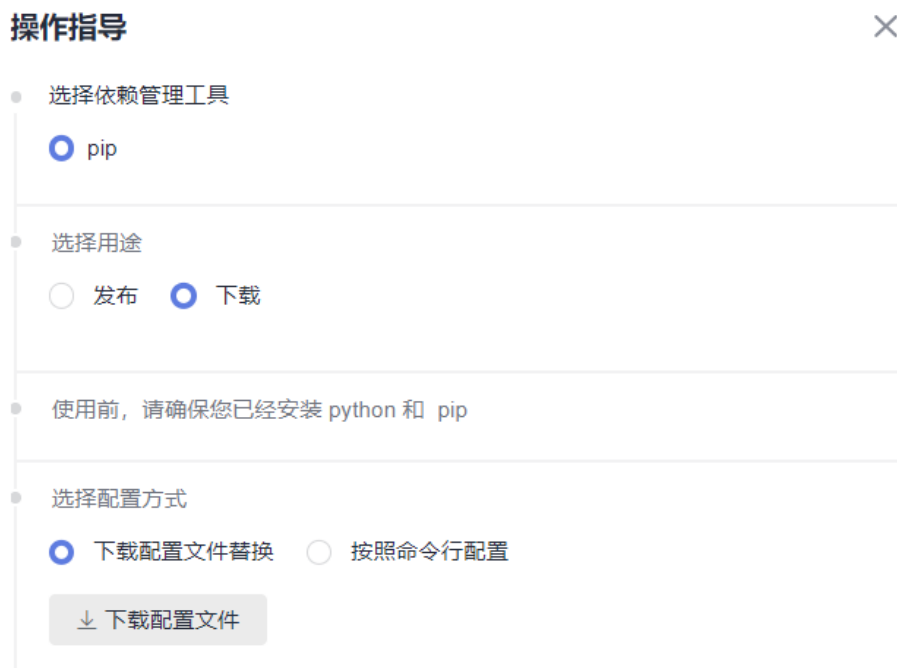 操作指导
选择依赖管理工具
pip
选择用途
发布 下载
使用前，请确保您已经安装 python 和 pip
选择配置方式
下载配置文件替换 按照命令行配置
下载配置文件